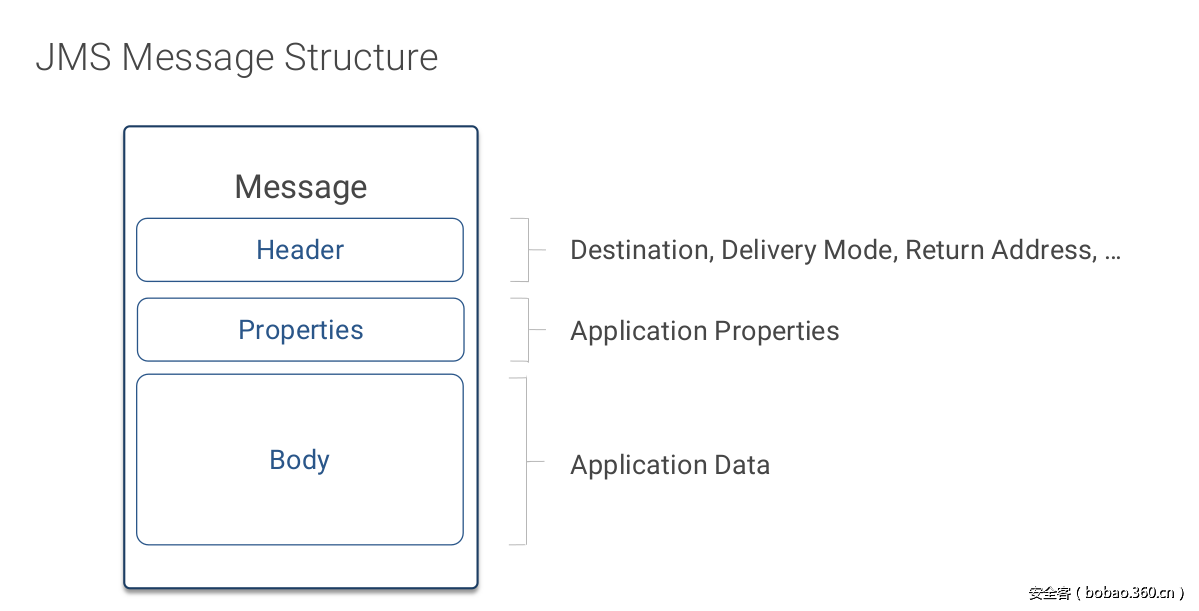 JMS Message Structure
Message
Header
Destination, Delivery Mode, Return Address, ...
Properties
Application Properties
Body
Application Data
安全客 ( bobao.360.cn )